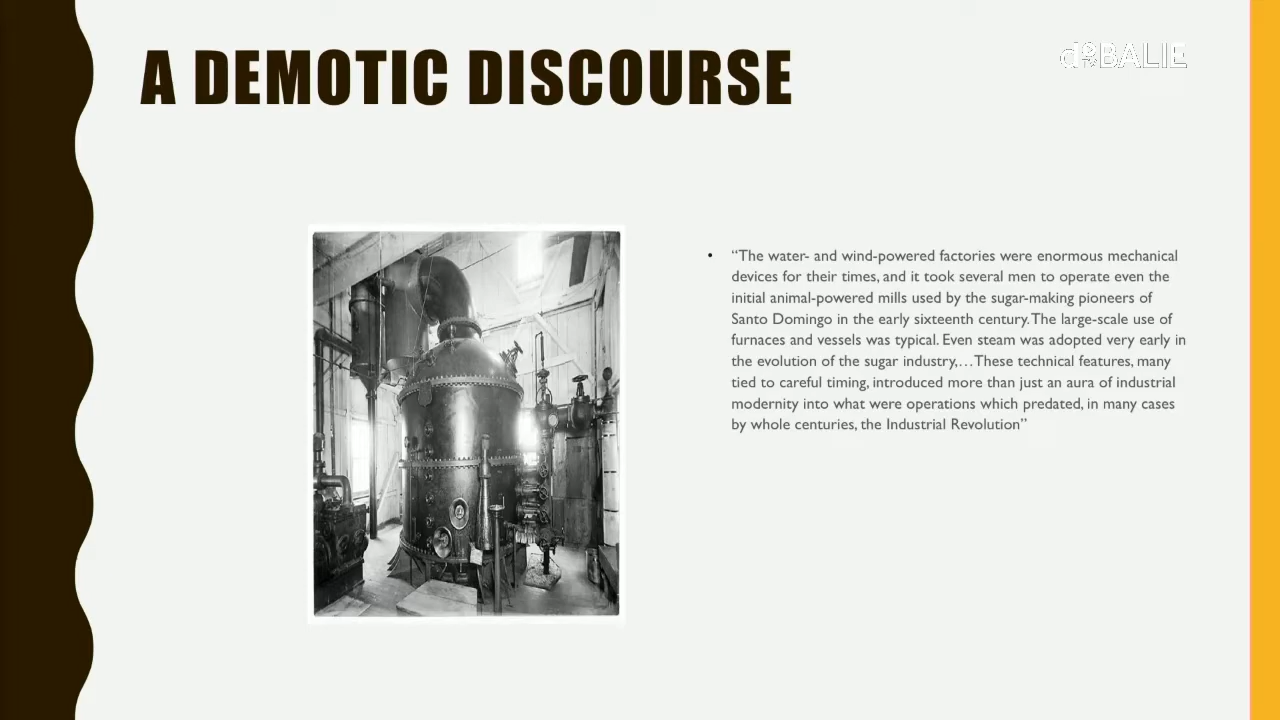 A DEMOTIC DISCOURSE
de BALIE
• “The water- and wind-powered factories were enormous mechanical
devices for their times, and it took several men to operate even the
initial animal-powered mills used by the sugar-making pioneers of
Santo Domingo in the early sixteenth century. The large-scale use of
furnaces and vessels was typical. Even steam was adopted very early in
the evolution of the sugar industry,…These technical features, many
tied to careful timing, introduced more than just an aura of industrial
modernity into what were operations which predated, in many cases
by whole centuries, the Industrial Revolution”